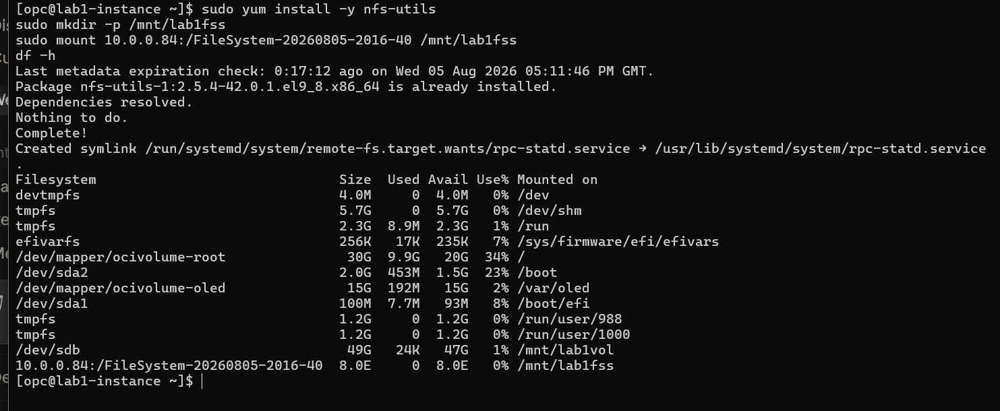 [opc@lab1-instance ~]$ sudo yum install -y nfs-utils
sudo mkdir -p /mnt/lab1fss
sudo mount 10.0.0.84:/FileSystem-20260805-2016-40 /mnt/lab1fss
df -h
Last metadata expiration check: 0:17:12 ago on Wed 05 Aug 2026 05:11:46 PM GMT.
Package nfs-utils-1:2.5.4-42.0.1.el9_8.x86_64 is already installed.
Dependencies resolved.
Nothing to do.
Complete!
Created symlink /run/systemd/system/remote-fs.target.wants/rpc-statd.service → /usr/lib/systemd/system/rpc-statd.service
.
Filesystem                              Size  Used Avail Use% Mounted on
devtmpfs                                4.0M     0  4.0M   0% /dev
tmpfs                                   5.7G     0  5.7G   0% /dev/shm
tmpfs                                   2.3G  8.9M  2.3G   1% /run
efivarfs                                256K   17K  235K   7% /sys/firmware/efi/efivars
/dev/mapper/ocivolume-root               30G  9.9G   20G  34% /
/dev/sda2                               2.0G  453M  1.5G  23% /boot
/dev/mapper/ocivolume-oled               15G  192M   15G   2% /var/oled
/dev/sda1                               100M  7.7M   93M   8% /boot/efi
tmpfs                                   1.2G     0  1.2G   0% /run/user/988
tmpfs                                   1.2G     0  1.2G   0% /run/user/1000
/dev/sdb                                 49G   24K   47G   1% /mnt/lab1vol
10.0.0.84:/FileSystem-20260805-2016-40  8.0E     0  8.0E   0% /mnt/lab1fss
[opc@lab1-instance ~]$